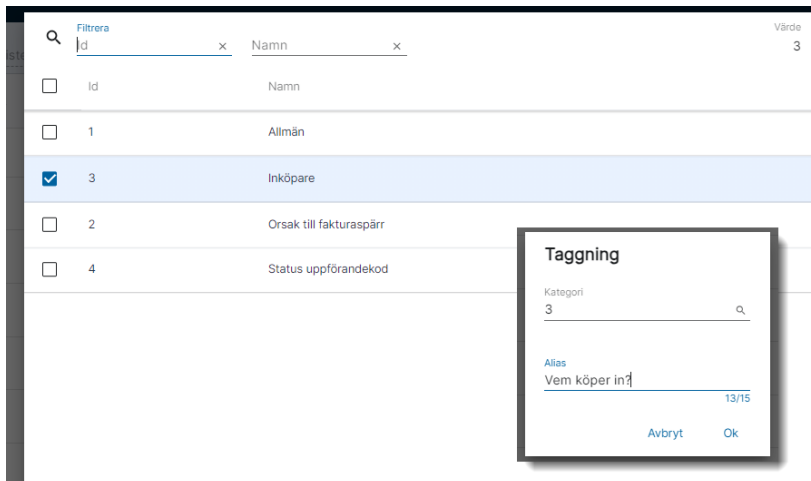 Filtrera
Id
Namn
Värde
3
iste
Id
Namn
1
Allmän
3
Inköpare
2
Orsak till fakturaspärr
4
Status uppförandekod
Taggning
Kategori
3
Alias
Vem köper in?
13/15
Avbryt
Ok